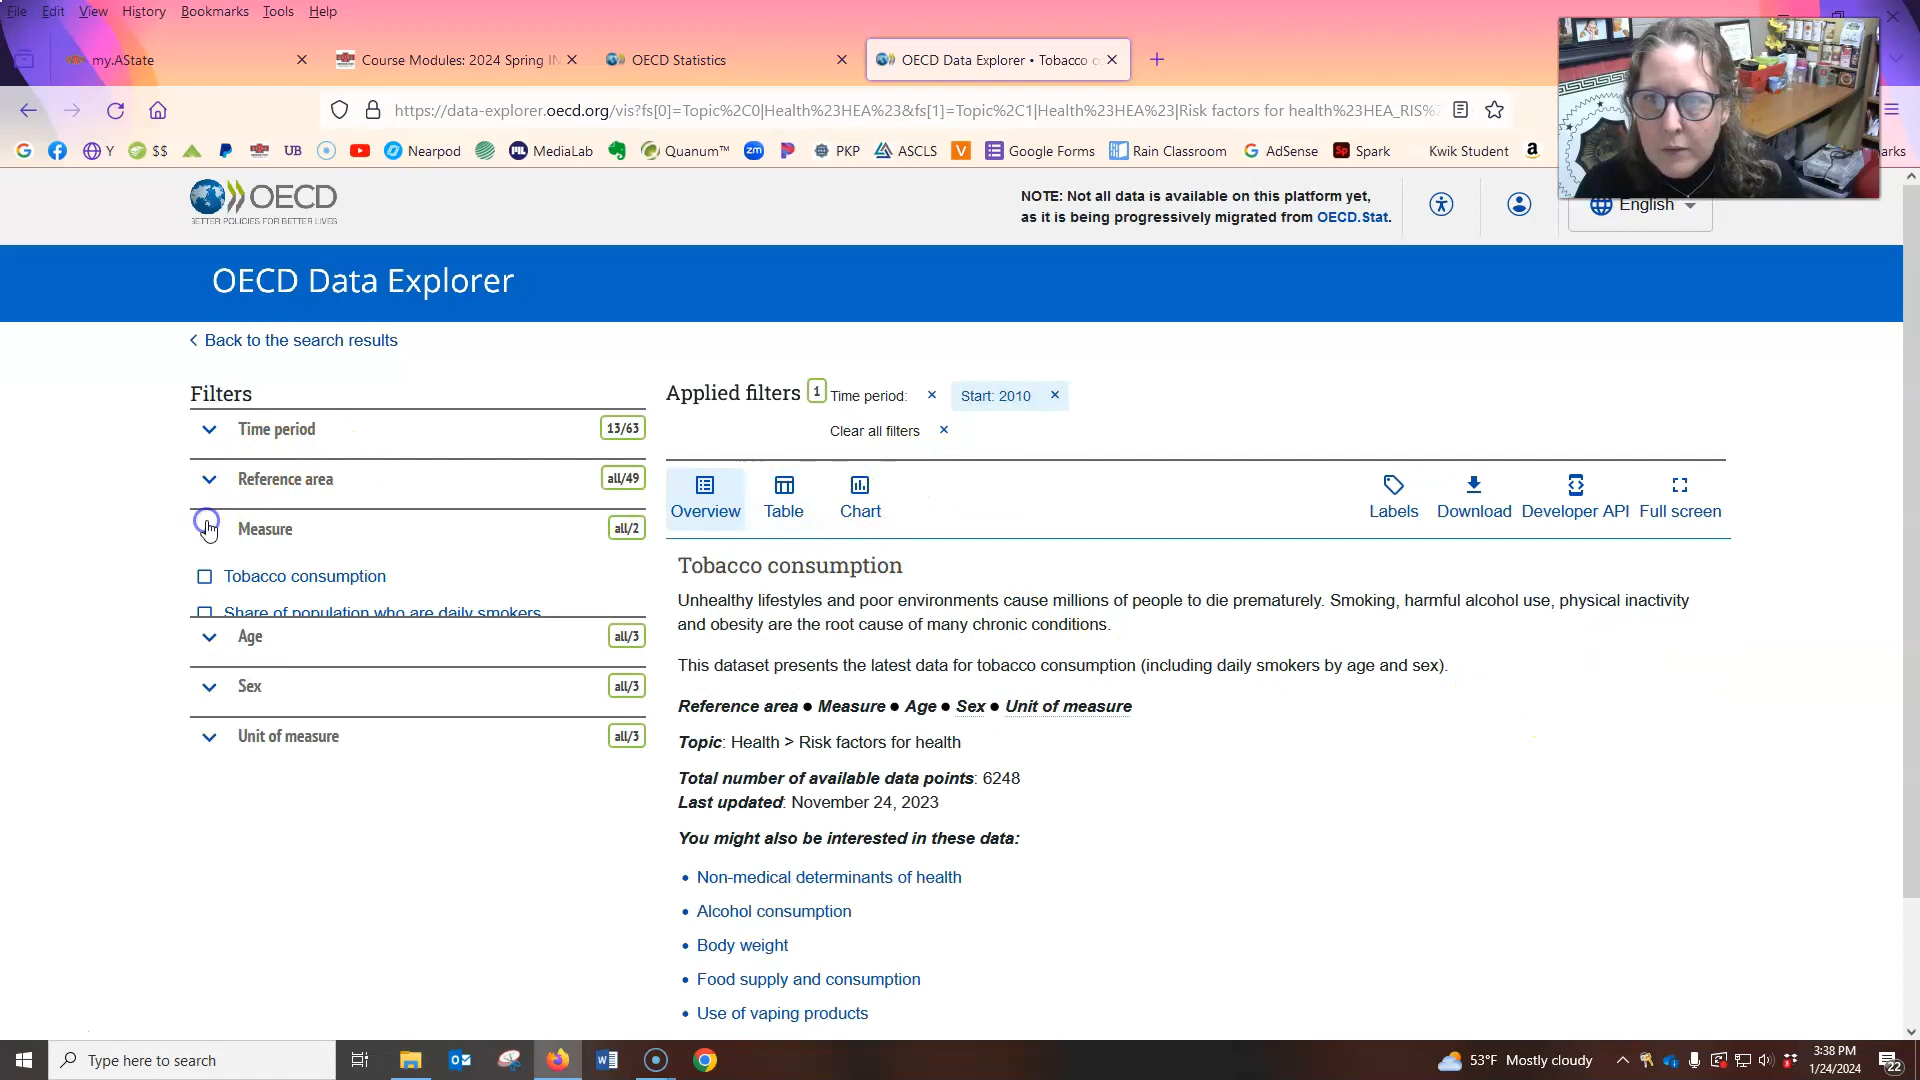 File Edit View History Bookmarks Tools Help
my.AState
Course Modules: 2024 Spring IN
OECD Statistics
OECD Data Explorer • Tobacco c
https://data-explorer.oecd.org/vis?fs[0]=Topic%2C0|Health%23HEA%23&fs[1]=Topic%2C1|Health%23HEA%23|Risk factors for health%23HEA_RIS%
Y $$ UB Nearpod MediaLab Quanum™ PKP ASCLS Google Forms Rain Classroom AdSense Spark Kwik Student arks
OECD
BETTER POLICIES FOR BETTER LIVES
NOTE: Not all data is available on this platform yet,
as it is being progressively migrated from OECD.Stat.
English
OECD Data Explorer
Back to the search results
Filters
Time period 13/63
Reference area all/49
Measure all/2
Tobacco consumption
Share of population who are daily smokers
Age all/3
Sex all/3
Unit of measure all/3
Applied filters 1 Time period: × Start: 2010 ×
Clear all filters ×
Overview Table Chart Labels Download Developer API Full screen
Tobacco consumption
Unhealthy lifestyles and poor environments cause millions of people to die prematurely. Smoking, harmful alcohol use, physical inactivity
and obesity are the root cause of many chronic conditions.
This dataset presents the latest data for tobacco consumption (including daily smokers by age and sex).
Reference area ● Measure ● Age ● Sex ● Unit of measure
Topic: Health > Risk factors for health
Total number of available data points: 6248
Last updated: November 24, 2023
You might also be interested in these data:
• Non-medical determinants of health
• Alcohol consumption
• Body weight
• Food supply and consumption
• Use of vaping products
Type here to search
53°F Mostly cloudy
3:38 PM
1/24/2024
22